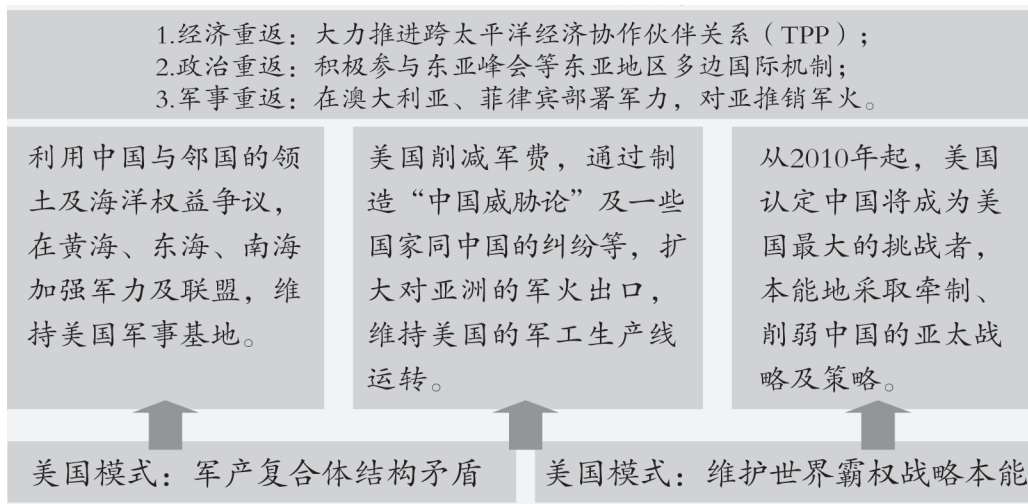 1.经济重返：大力推进跨太平洋经济协作伙伴关系（TPP）；
2.政治重返：积极参与东亚峰会等东亚地区多边国际机制；
3.军事重返：在澳大利亚、菲律宾部署军力，对亚推销军火。
利用中国与邻国的领
土及海洋权益争议，
在黄海、东海、南海
加强军力及联盟，维
持美国军事基地。
美国削减军费，通过制
造“中国威胁论”及一些
国家同中国的纠纷等，扩
大对亚洲的军火出口，
维持美国的军工生产线
运转。
从2010年起，美国
认定中国将成为美
国最大的挑战者，
本能地采取牵制、
削弱中国的亚太战
略及策略。
美国模式：军产复合体结构矛盾
美国模式：维护世界霸权战略本能